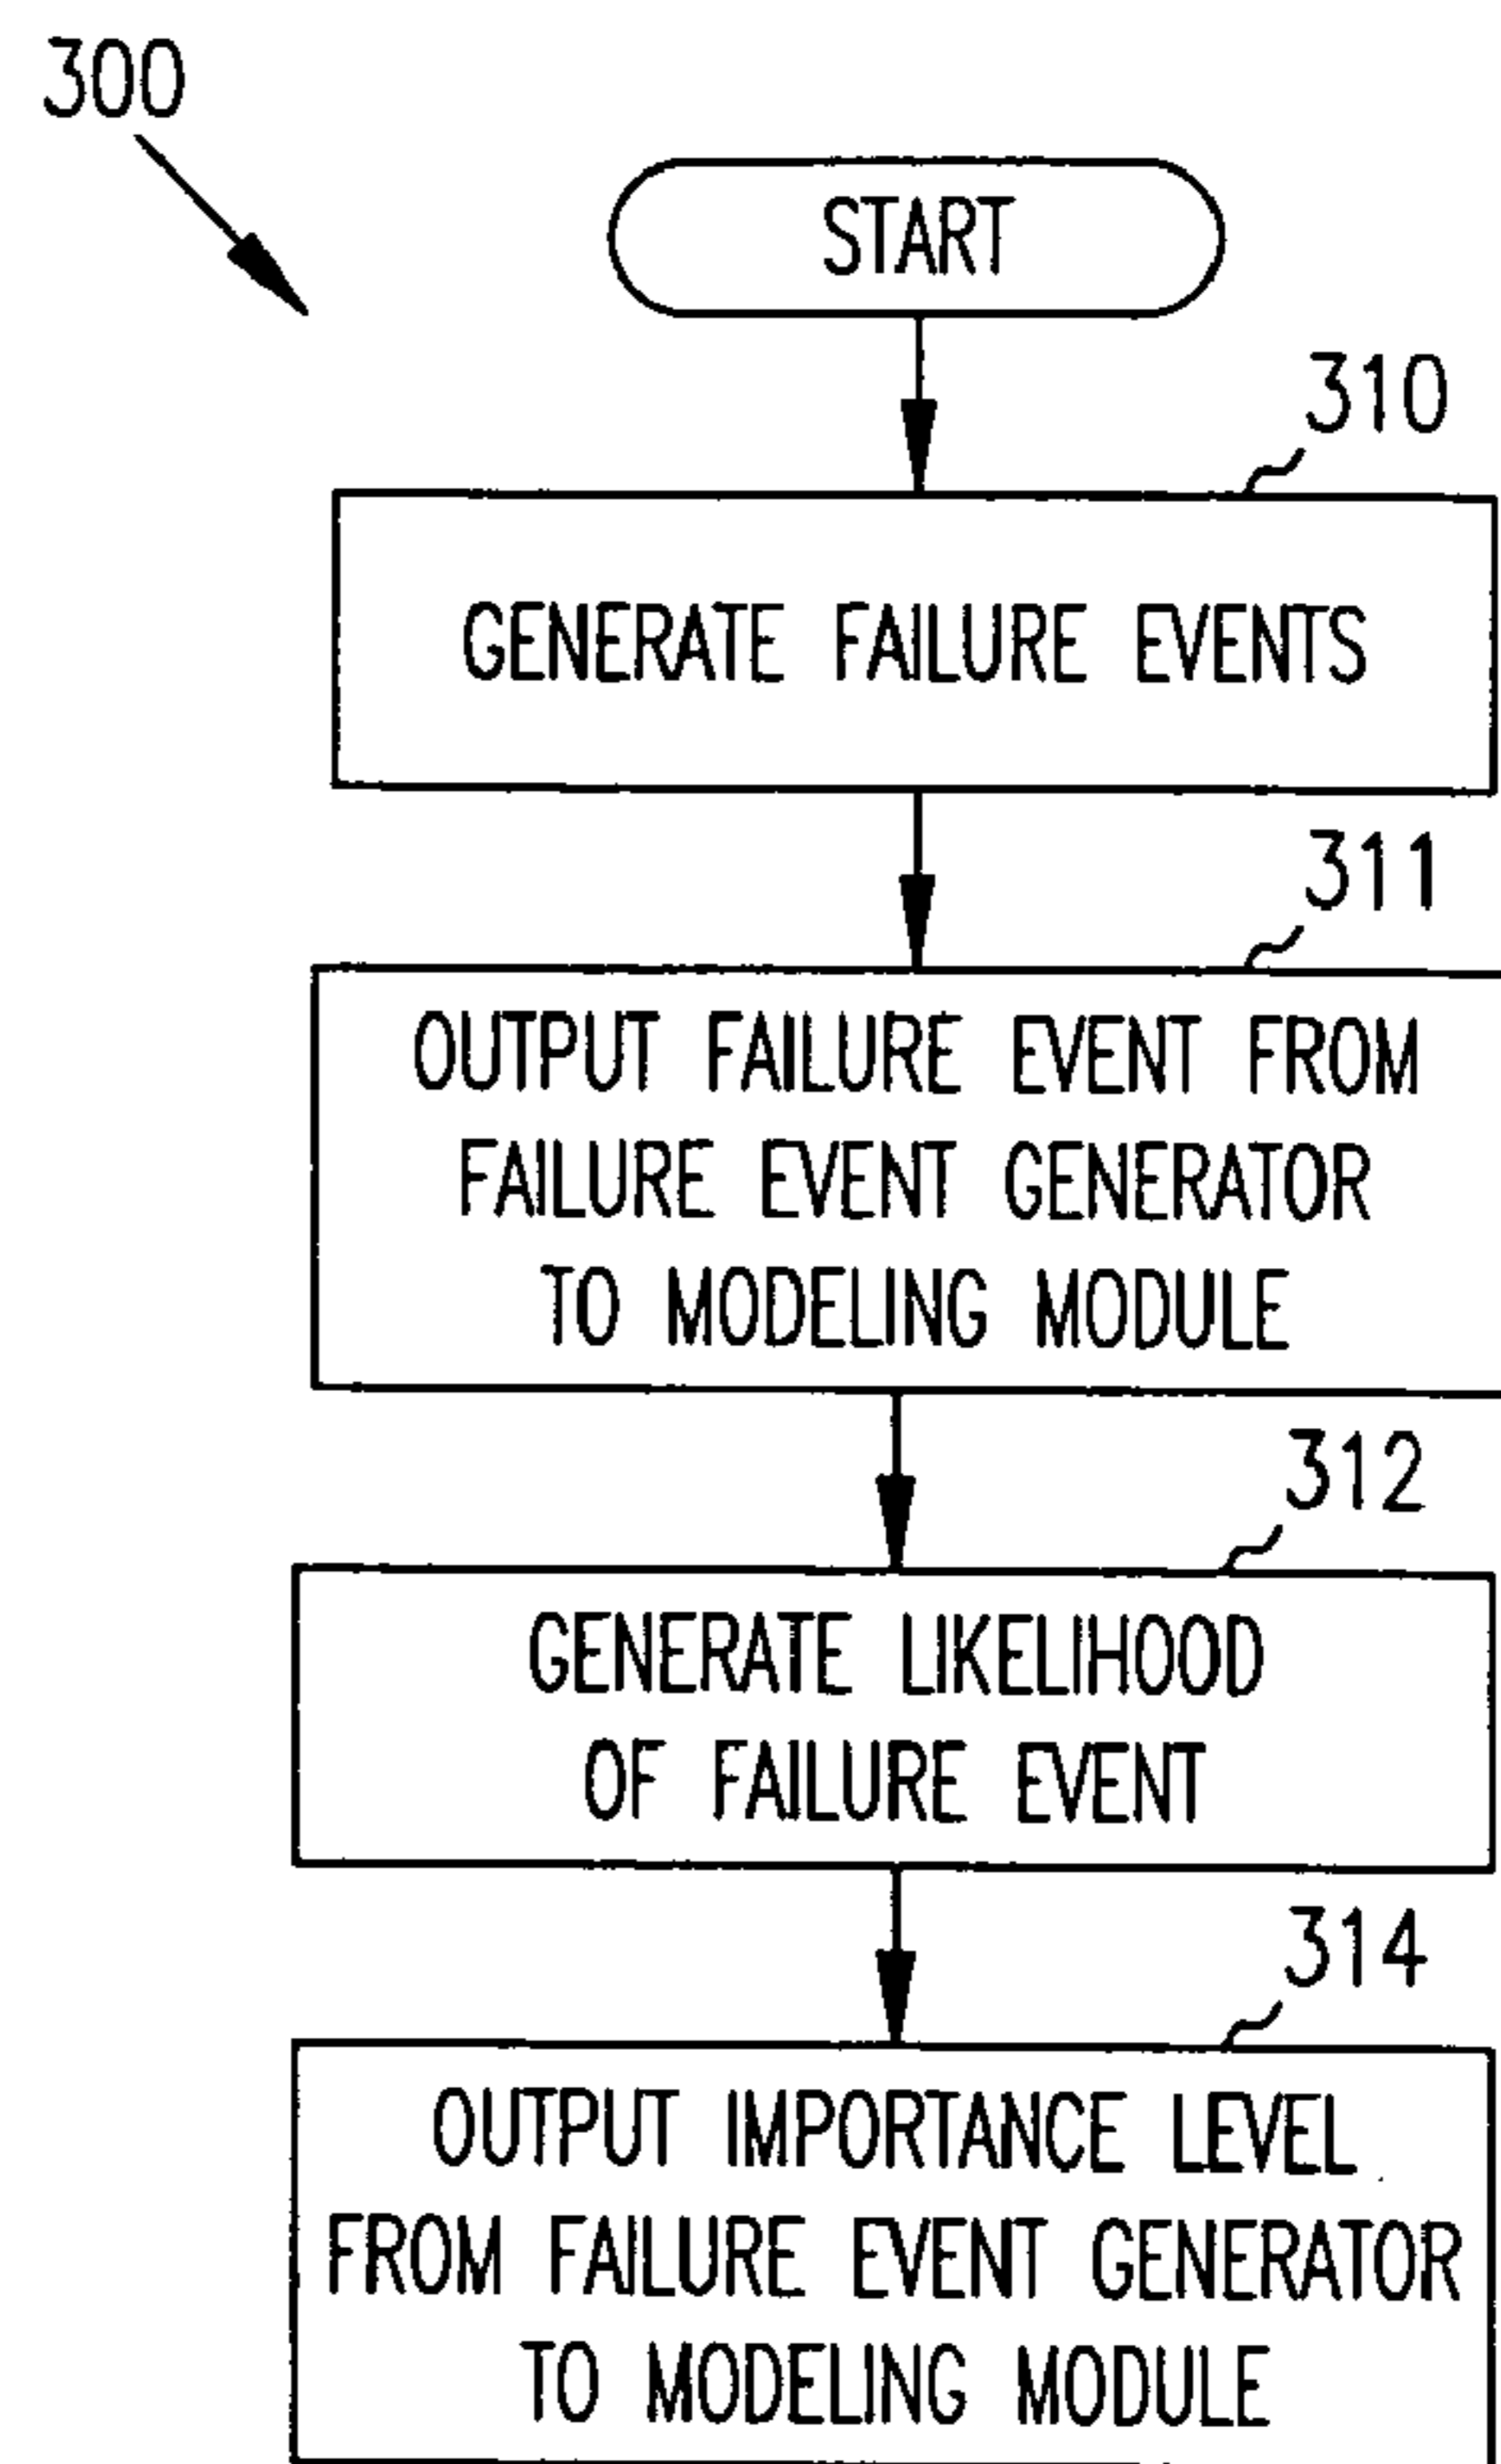 300
START
310
GENERATE FAILURE EVENTS
311
OUTPUT FAILURE EVENT FROM
FAILURE EVENT GENERATOR
TO MODELING MODULE
312
GENERATE LIKELIHOOD
OF FAILURE EVENT
314
OUTPUT IMPORTANCE LEVEL
FROM FAILURE EVENT GENERATOR
TO MODELING MODULE